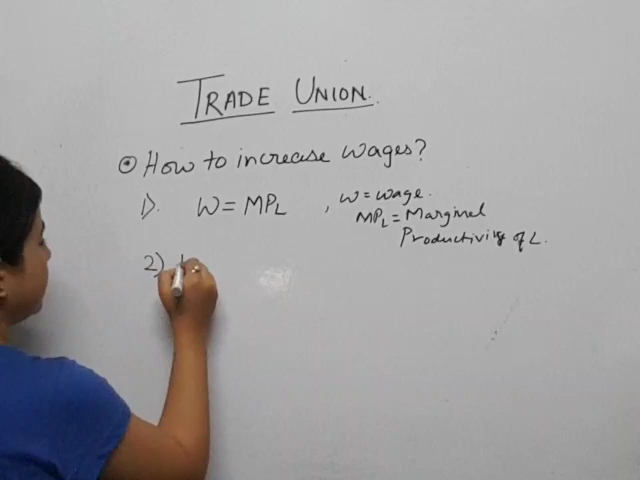 TRADE UNION.
⊙ How to increase wages?
1). W = MPL , W = wage.
MPL = Marginal
Productivity of L.
2)